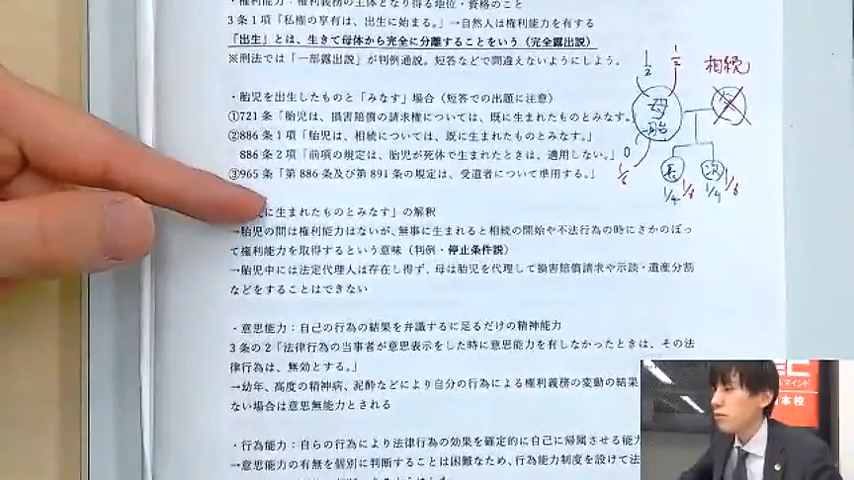 ・権利能力：権利義務の主体となり得る地位・資格のこと
3条1項「私権の享有は、出生に始まる。」→自然人は権利能力を有する
「出生」とは、生きて母体から完全に分離することをいう（完全露出説）
※刑法では「一部露出説」が判例通説。短答などで間違えないようにしよう。
・胎児を出生したものと「みなす」場合（短答での出題に注意）
①721条「胎児は、損害賠償の請求権については、既に生まれたものとみなす。
②886条1項「胎児は、相続については、既に生まれたものとみなす。」
886条2項「前項の規定は、胎児が死体で生まれたときは、適用しない。」
③965条「第886条及び第891条の規定は、受遺者について準用する。」
に生まれたものとみなす」の解釈
→胎児の間は権利能力はないが、無事に生まれると相続の開始や不法行為の時にさかのぼっ
て権利能力を取得するという意味（判例・停止条件説）
→胎児中には法定代理人は存在し得ず、母は胎児を代理して損害賠償請求や示談・遺産分割
などをすることはできない
・意思能力：自己の行為の結果を弁識するに足るだけの精神能力
3条の2「法律行為の当事者が意思表示をした時に意思能力を有しなかったときは、その法
律行為は、無効とする。」
→幼年、高度の精神病、泥酔などにより自分の行為による権利義務の変動の結果
ない場合は意思無能力とされる
・行為能力：自らの行為により法律行為の効果を確定的に自己に帰属させる能
→意思能力の有無を個別に判断することは困難なため、行為能力制度を設けて法
1/2
相続
母
胎
0
1/6
長
次
1/4
1/6
1/4
1/6
マインド
本校